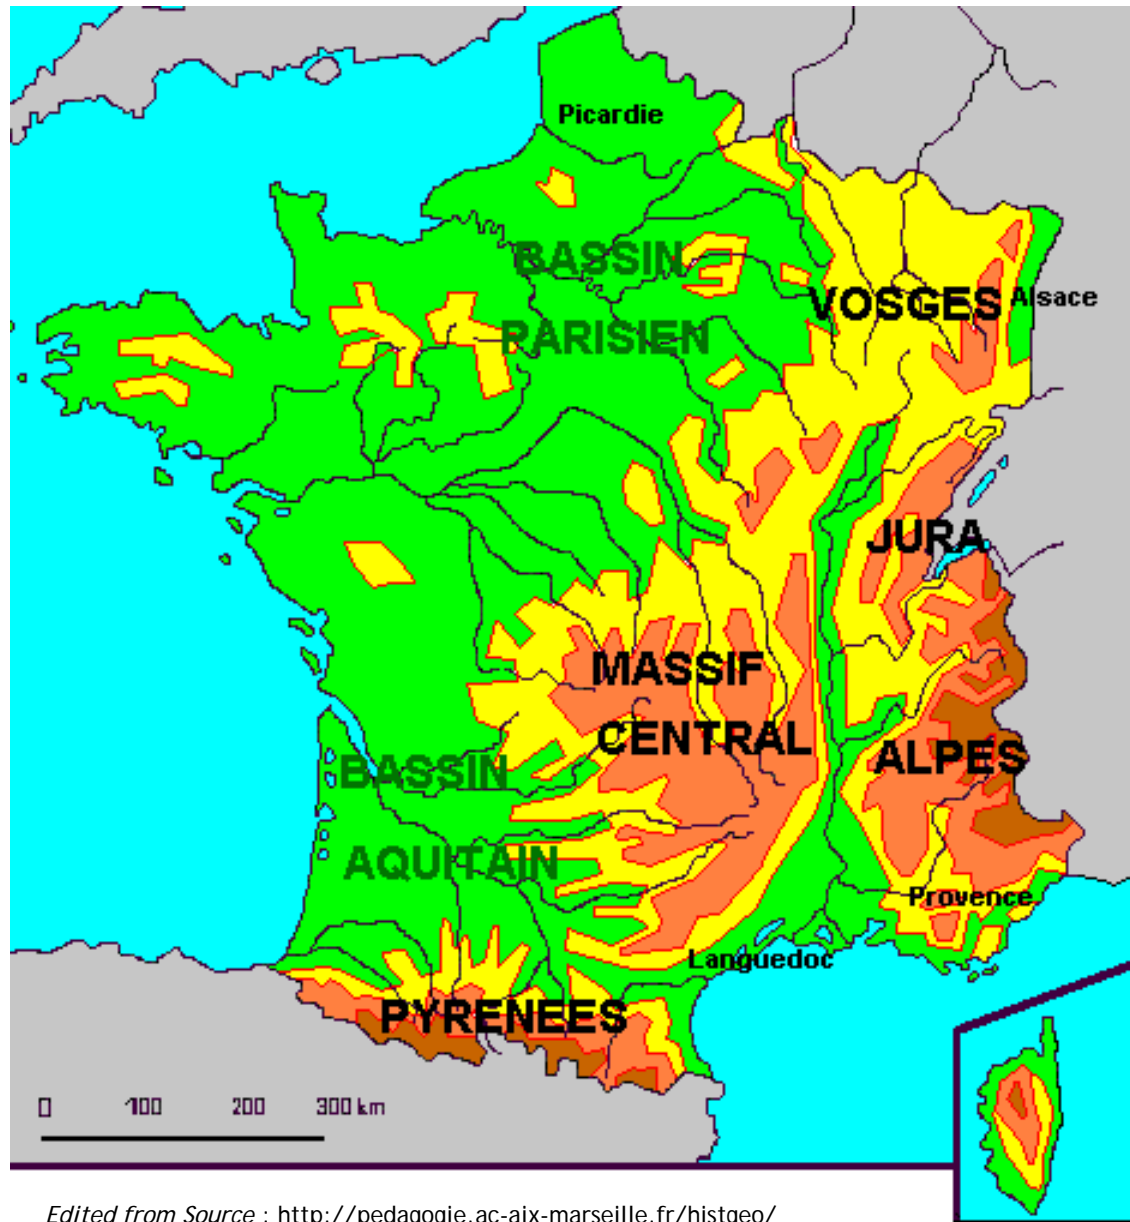 Picardie
BASSIN
PARISIEN
VOSGES
Alsace
JURA
MASSIF
CENTRAL
ALPES
BASSIN
AQUITAIN
Provence
Languedoc
PYRENEES
0 100 200 300 km
Edited from Source : http://pedagogie.ac-aix-marseille.fr/histgeo/